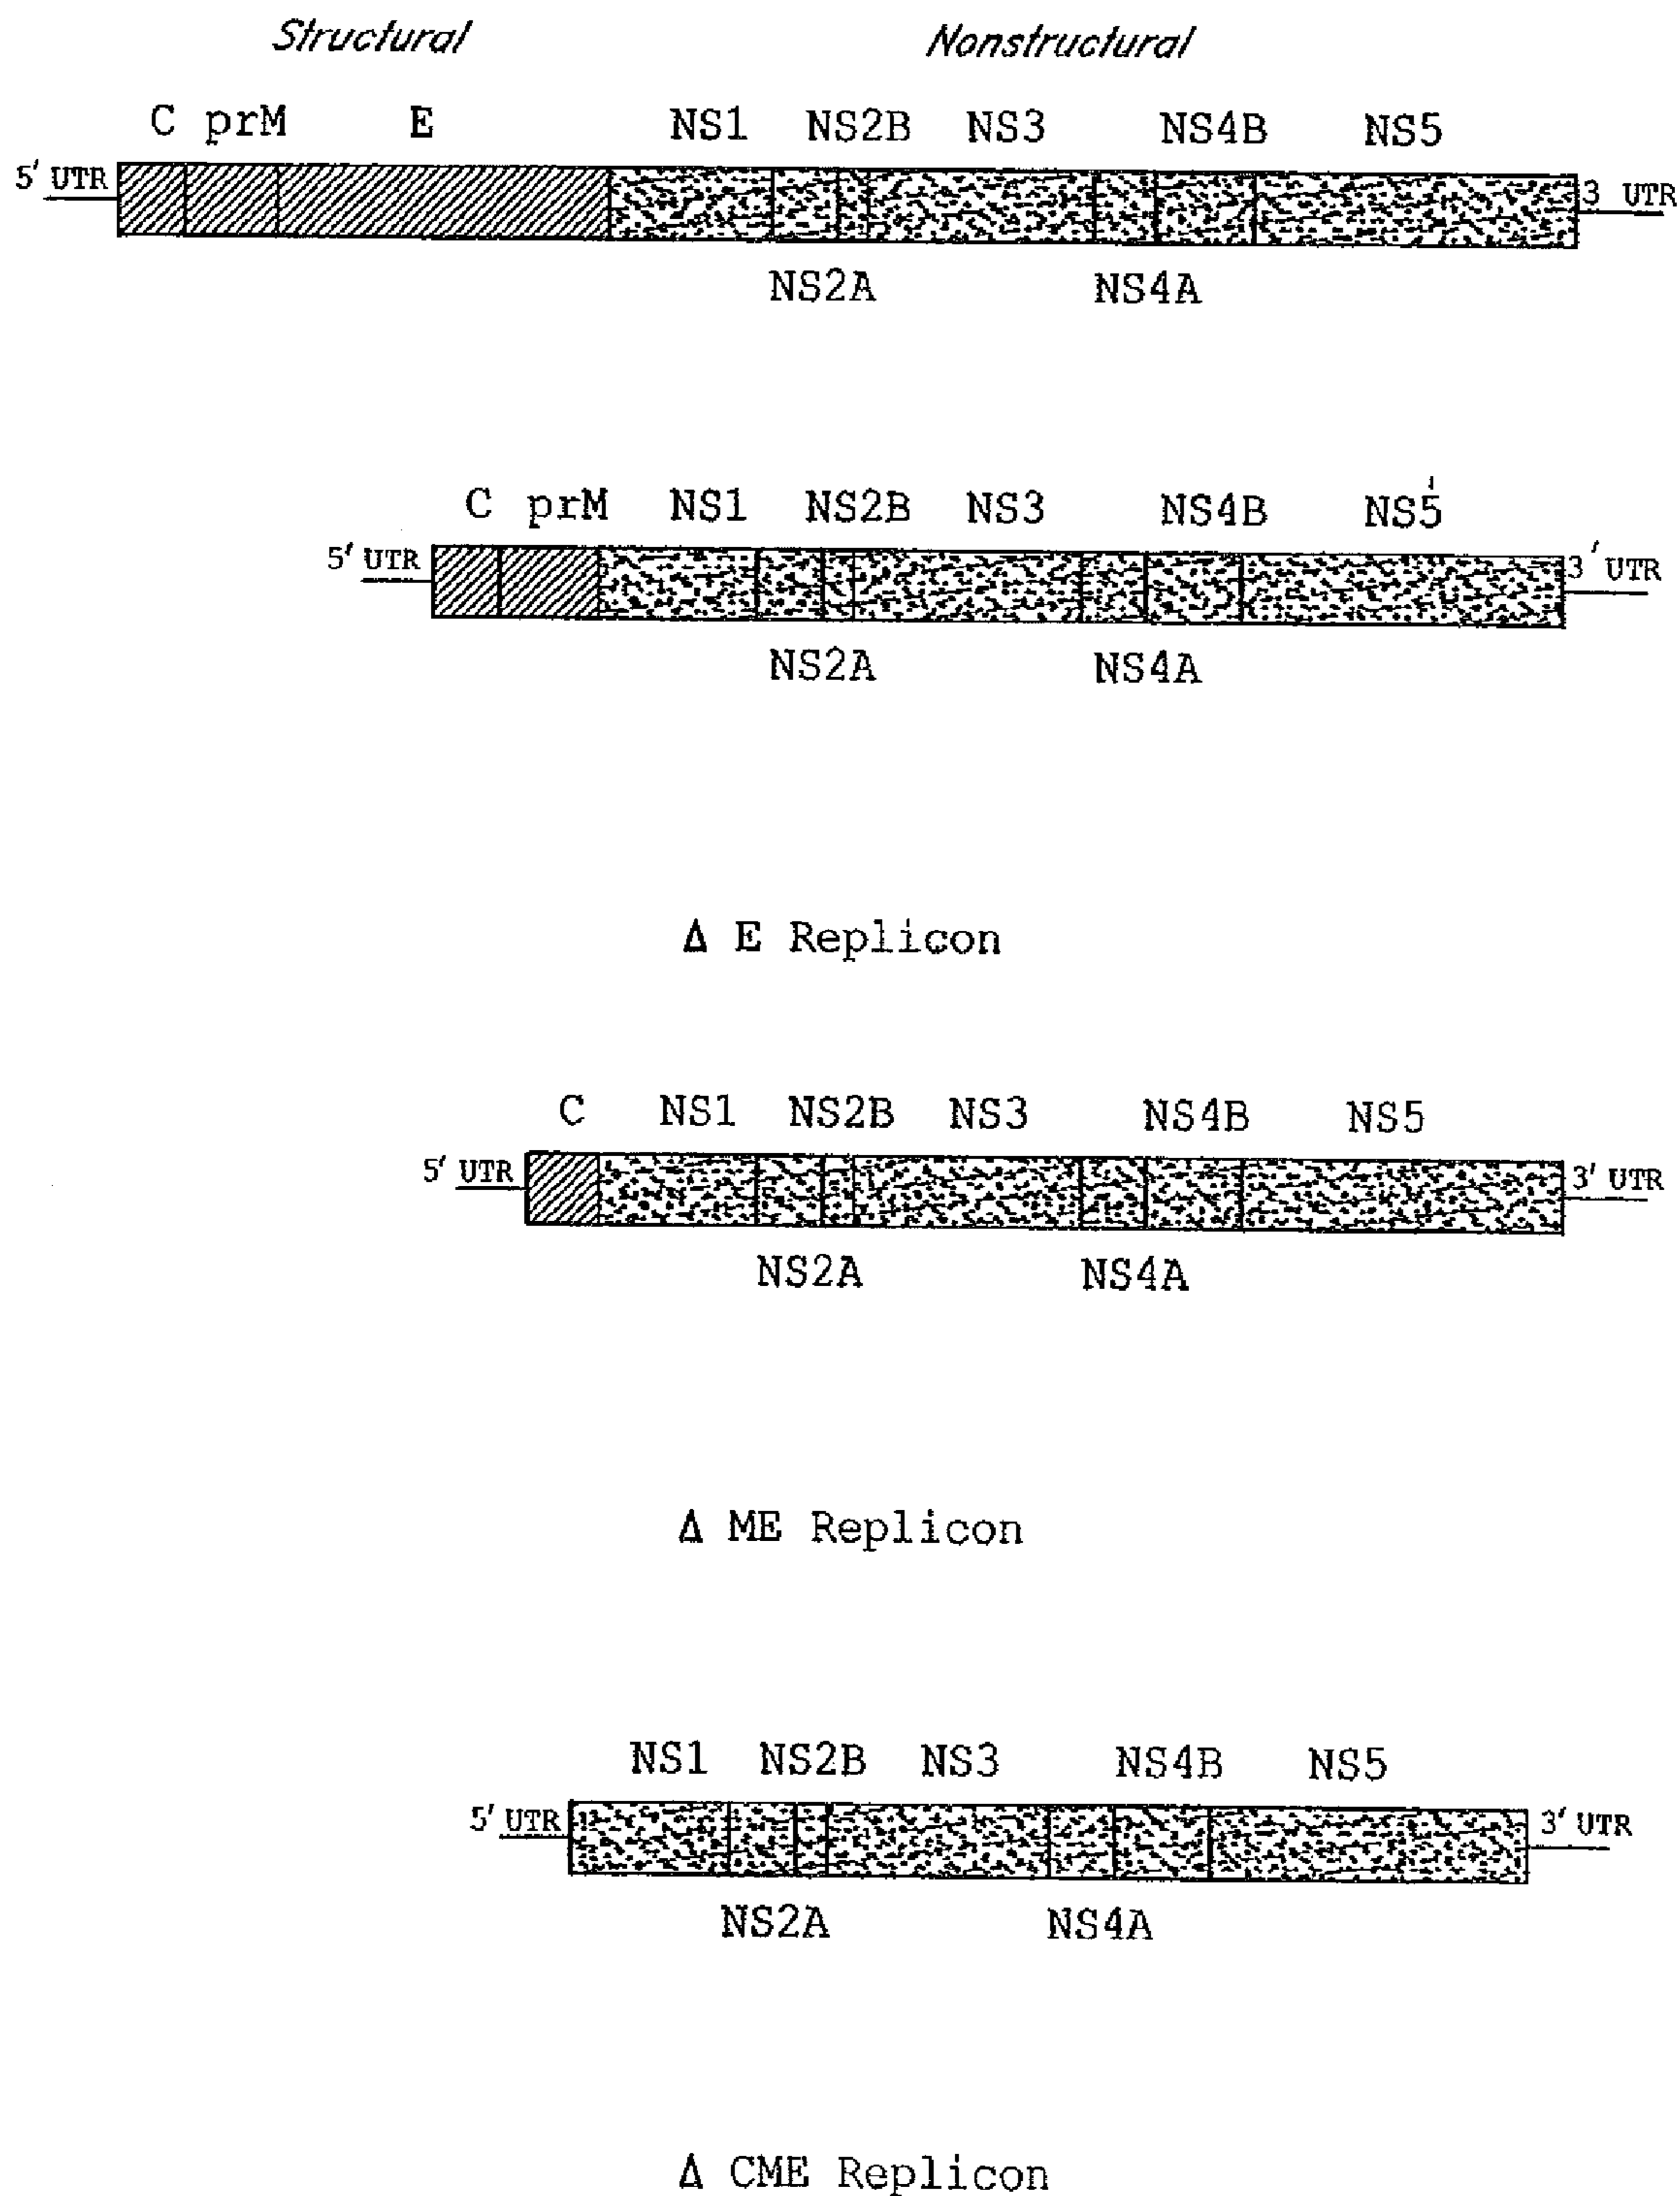 Structural Nonstructural
C prM E NS1 NS2B NS3 NS4B NS5
5' UTR 3 UTR
NS2A NS4A
C prM NS1 NS2B NS3 NS4B NS5
5' UTR 3' UTR
NS2A NS4A
Δ E Replicon
C NS1 NS2B NS3 NS4B NS5
5' UTR 3' UTR
NS2A NS4A
Δ ME Replicon
NS1 NS2B NS3 NS4B NS5
5' UTR 3' UTR
NS2A NS4A
Δ CME Replicon